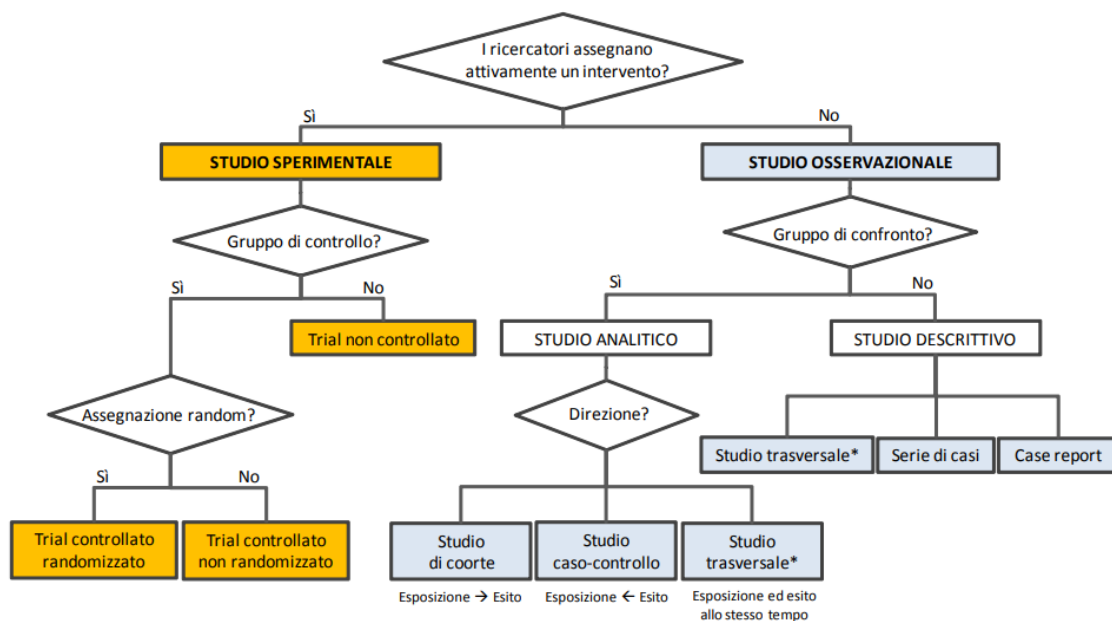 I ricercatori assegnano
attivamente un intervento?
Sì
No
STUDIO SPERIMENTALE
STUDIO OSSERVAZIONALE
Gruppo di controllo?
Gruppo di confronto?
Sì
No
Sì
No
Trial non controllato
STUDIO ANALITICO
STUDIO DESCRITTIVO
Assegnazione random?
Direzione?
Studio trasversale*
Serie di casi
Case report
Sì
No
Trial controllato
randomizzato
Trial controllato
non randomizzato
Studio
di coorte
Studio
caso-controllo
Studio
trasversale*
Esposizione → Esito
Esposizione ← Esito
Esposizione ed esito
allo stesso tempo